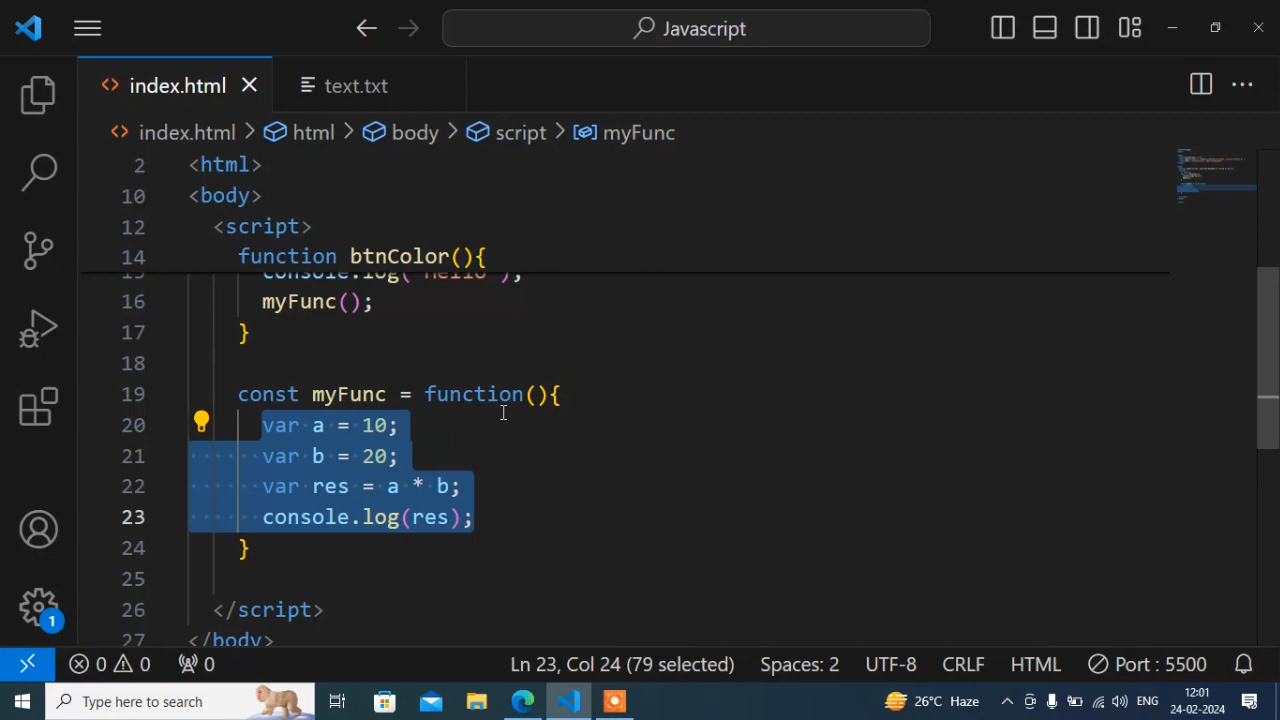 Javascript
index.html
text.txt
index.html > html > body > script > myFunc
2 <html>
10 <body>
12 <script>
14 function btnColor(){
15 console.log("Hello");
16 myFunc();
17 }
18
19 const myFunc = function(){
20 var a = 10;
21 var b = 20;
22 var res = a * b;
23 console.log(res);
24 }
25
26 </script>
27 </body>
1
0 0 0 Ln 23, Col 24 (79 selected) Spaces: 2 UTF-8 CRLF HTML Port : 5500
Type here to search 26°C Haze ENG 12:01
24-02-2024